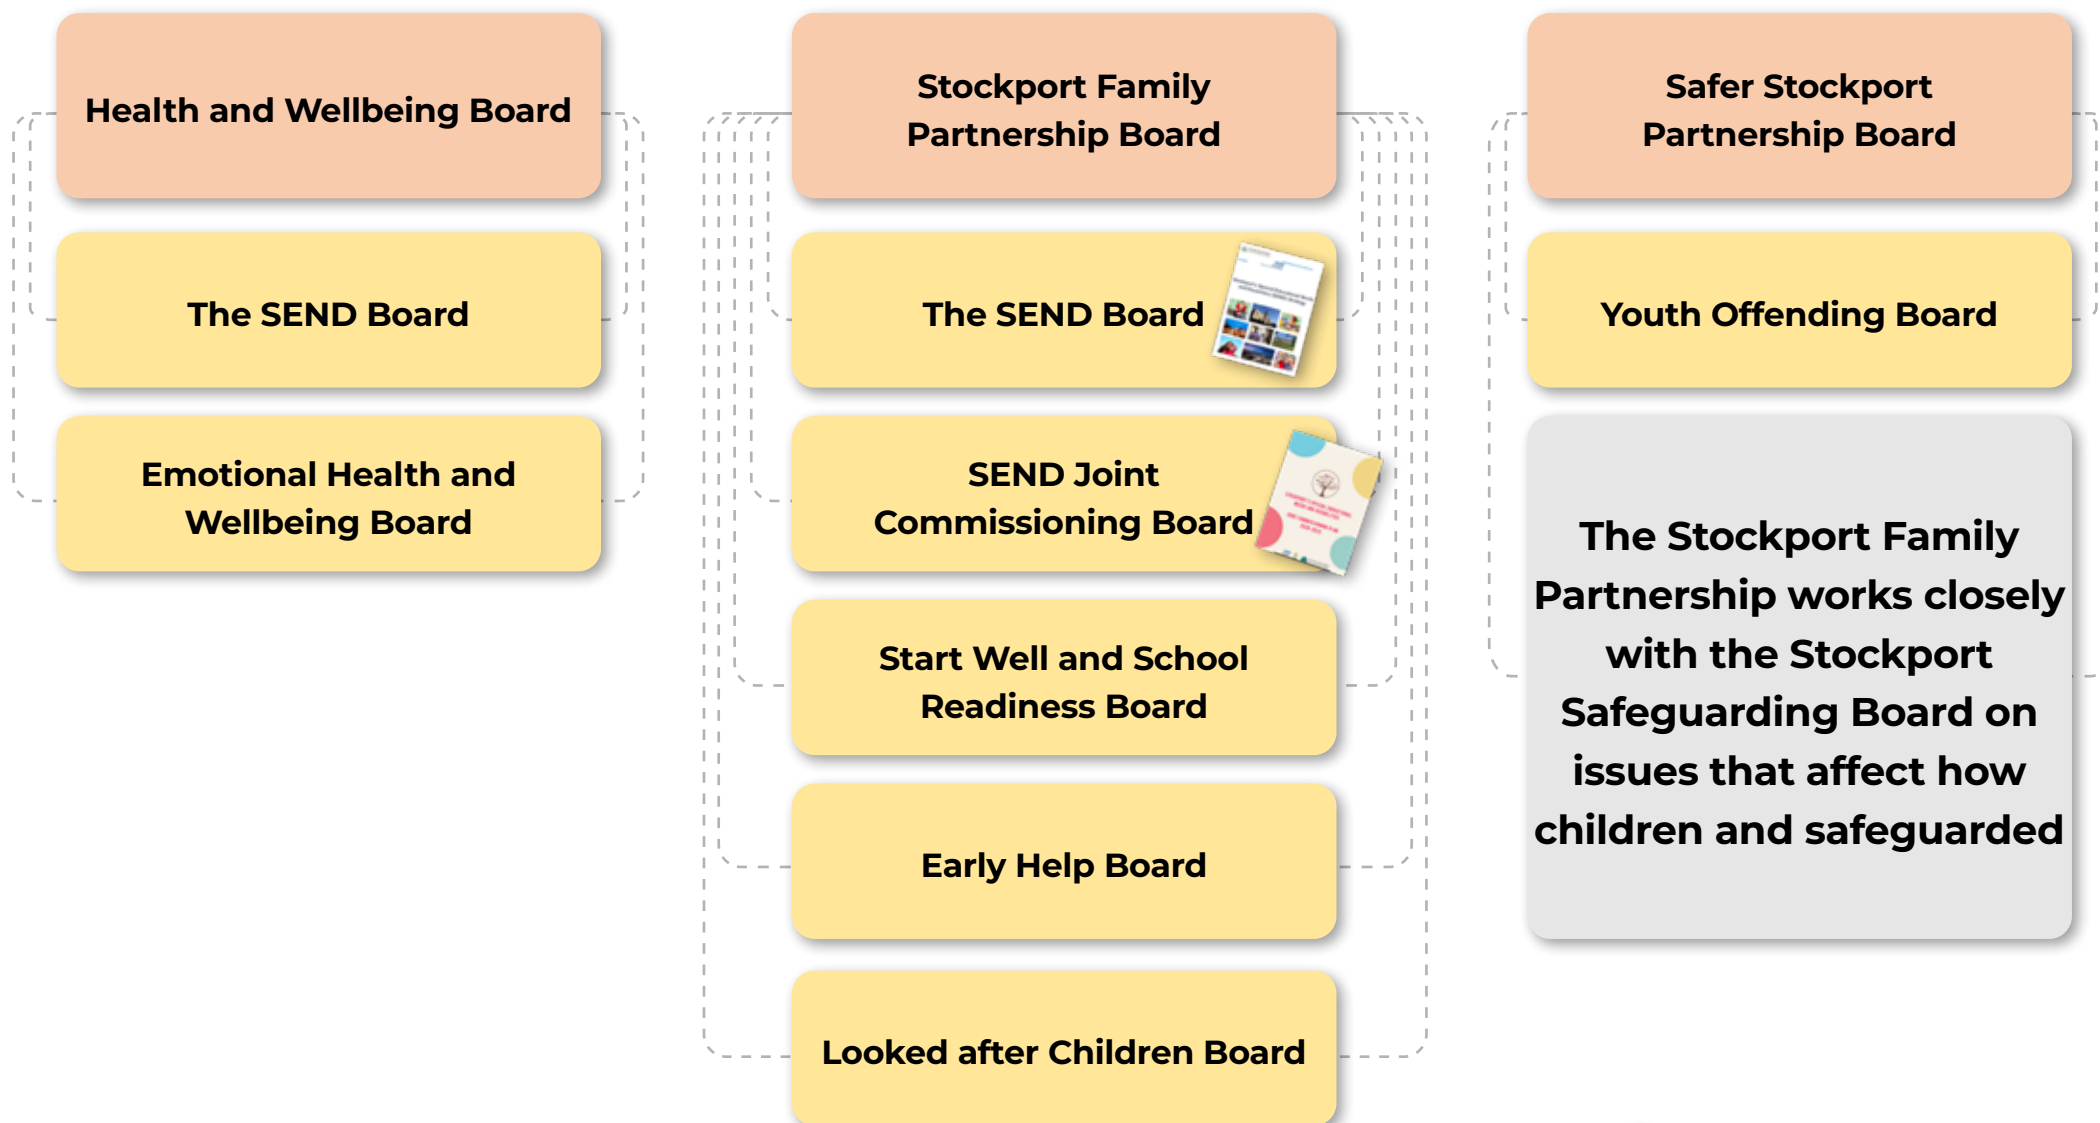 Health and Wellbeing Board
The SEND Board
Emotional Health and
Wellbeing Board
Stockport Family
Partnership Board
The SEND Board
SEND Joint
Commissioning Board
Start Well and School
Readiness Board
Early Help Board
Looked after Children Board
Safer Stockport
Partnership Board
Youth Offending Board
The Stockport Family
Partnership works closely
with the Stockport
Safeguarding Board on
issues that affect how
children and safeguarded